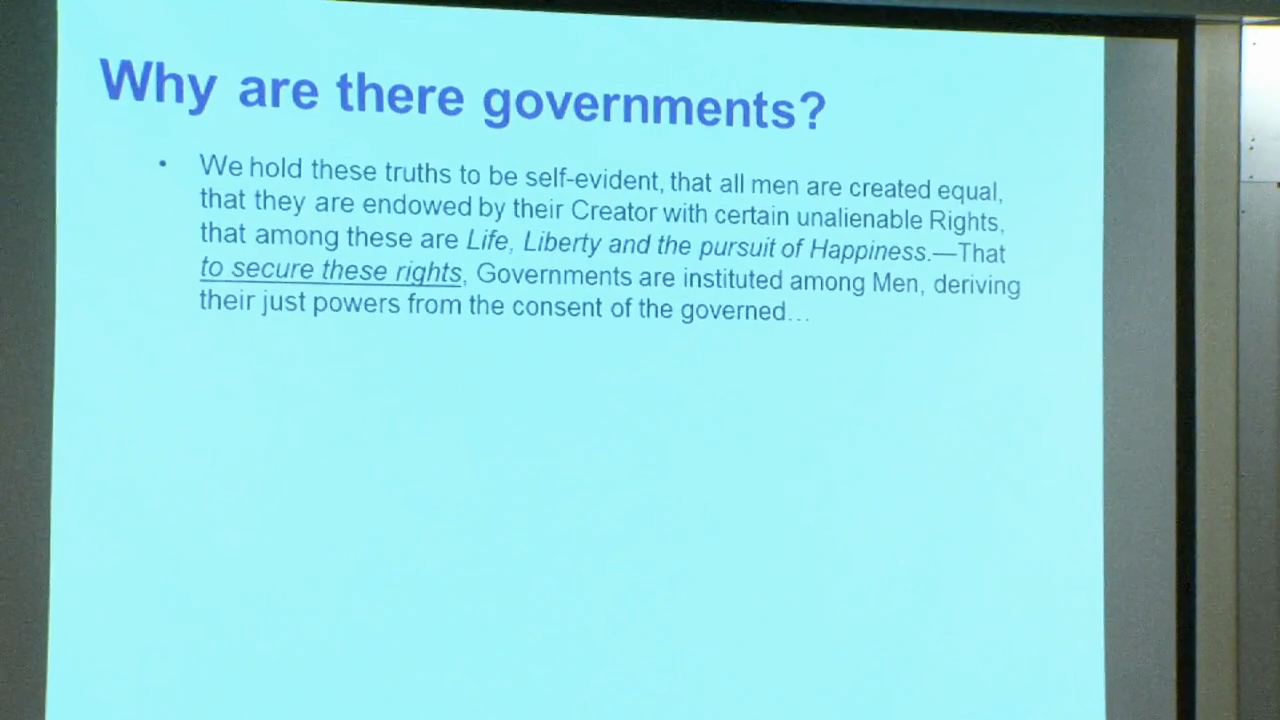 Why are there governments?
• We hold these truths to be self-evident, that all men are created equal,
that they are endowed by their Creator with certain unalienable Rights,
that among these are Life, Liberty and the pursuit of Happiness.—That
to secure these rights, Governments are instituted among Men, deriving
their just powers from the consent of the governed...